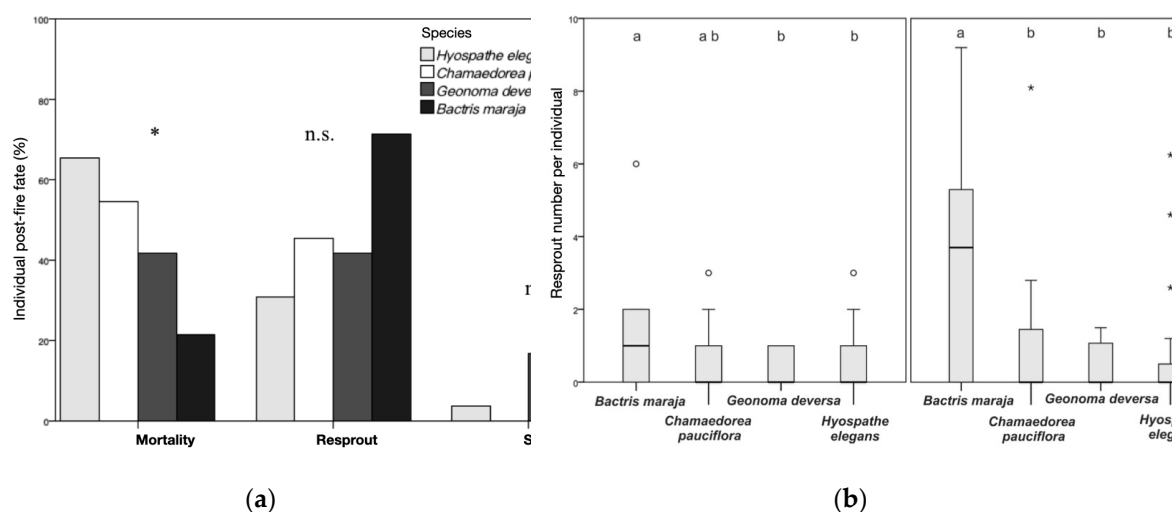 100
80
60
40
20
0
Individual post-fire fate (%)
Species
Hyospathe eleg
Chamaedorea p
Geonoma deve
Bactris maraja
*
n.s.
n
Mortality
Resprout
S
(a)
10
8
6
4
2
0
Resprout number per individual
a
a b
b
b
a
b
b
b
Bactris maraja
Chamaedorea
pauciflora
Geonoma deversa
Hyospathe
elegans
Bactris maraja
Chamaedorea
pauciflora
Geonoma deversa
Hyosp
eleg
(b)